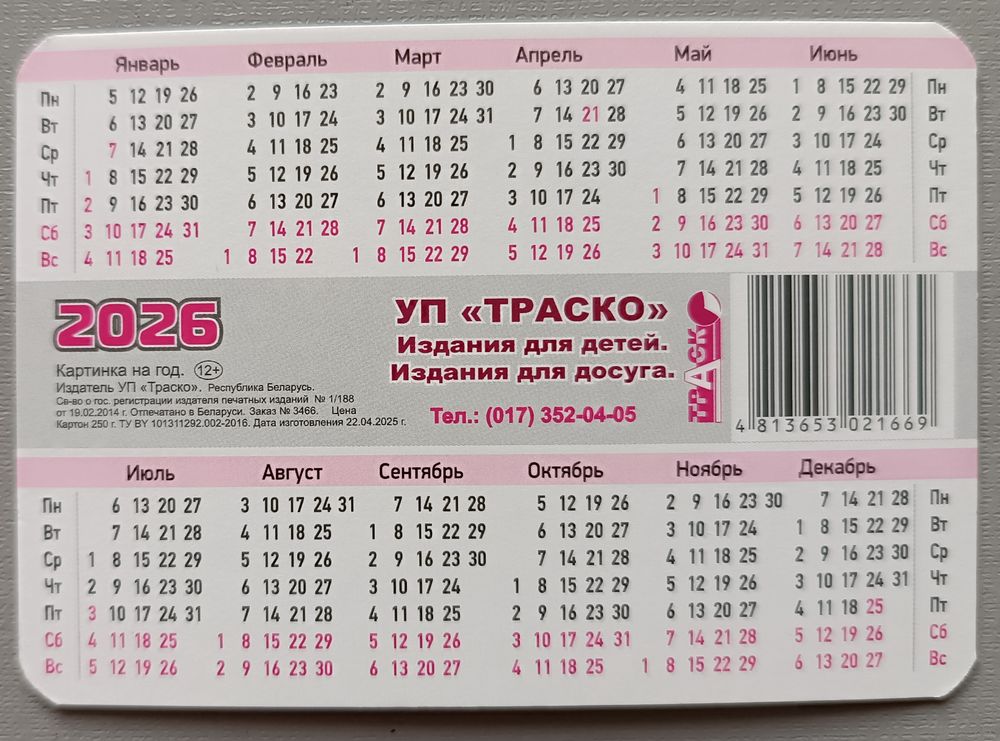 Январь Февраль Март Апрель Май Июнь
Пн 5 12 19 26 2 9 16 23 2 9 16 23 30 6 13 20 27 4 11 18 25 1 8 15 22 29 Пн
Вт 6 13 20 27 3 10 17 24 3 10 17 24 31 7 14 21 28 5 12 19 26 2 9 16 23 30 Вт
Ср 7 14 21 28 4 11 18 25 4 11 18 25 1 8 15 22 29 6 13 20 27 3 10 17 24 Ср
Чт 1 8 15 22 29 5 12 19 26 5 12 19 26 2 9 16 23 30 7 14 21 28 4 11 18 25 Чт
Пт 2 9 16 23 30 6 13 20 27 6 13 20 27 3 10 17 24 1 8 15 22 29 5 12 19 26 Пт
Сб 3 10 17 24 31 7 14 21 28 7 14 21 28 4 11 18 25 2 9 16 23 30 6 13 20 27 Сб
Вс 4 11 18 25 1 8 15 22 1 8 15 22 29 5 12 19 26 3 10 17 24 31 7 14 21 28 Вс
2026
Картинка на год. 12+
Издатель УП «Траско». Республика Беларусь.
Св-во о гос. регистрации издателя печатных изданий № 1/188
от 19.02.2014 г. Отпечатано в Беларуси. Заказ № 3466. Цена
Картон 250 г. ТУ BY 101311292.002-2016. Дата изготовления 22.04.2025 г.
УП «ТРАСКО»
Издания для детей.
Издания для досуга.
Тел.: (017) 352-04-05
ТРАСКО
4 813653 021669
Июль Август Сентябрь Октябрь Ноябрь Декабрь
Пн 6 13 20 27 3 10 17 24 31 7 14 21 28 5 12 19 26 2 9 16 23 30 7 14 21 28 Пн
Вт 7 14 21 28 4 11 18 25 1 8 15 22 29 6 13 20 27 3 10 17 24 1 8 15 22 29 Вт
Ср 1 8 15 22 29 5 12 19 26 2 9 16 23 30 7 14 21 28 4 11 18 25 2 9 16 23 30 Ср
Чт 2 9 16 23 30 6 13 20 27 3 10 17 24 1 8 15 22 29 5 12 19 26 3 10 17 24 31 Чт
Пт 3 10 17 24 31 7 14 21 28 4 11 18 25 2 9 16 23 30 6 13 20 27 4 11 18 25 Пт
Сб 4 11 18 25 1 8 15 22 29 5 12 19 26 3 10 17 24 31 7 14 21 28 5 12 19 26 Сб
Вс 5 12 19 26 2 9 16 23 30 6 13 20 27 4 11 18 25 1 8 15 22 29 6 13 20 27 Вс